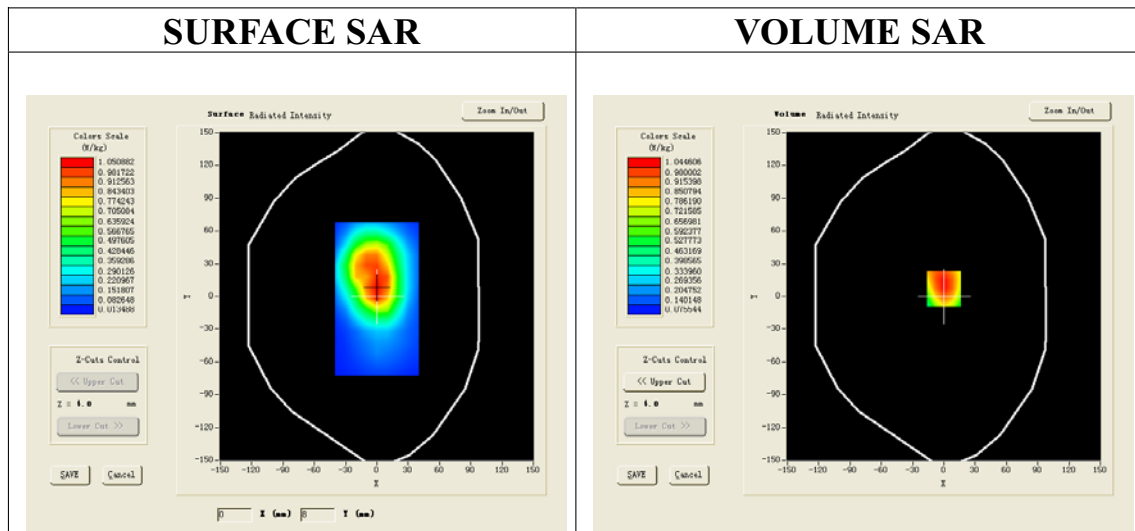 SURFACE SAR
VOLUME SAR
Surface Radiated Intensity
Zoom In/Out
Colors Scale
(W/kg)
1.050882
0.981722
0.912563
0.843403
0.774243
0.705084
0.635924
0.566765
0.497605
0.428446
0.359286
0.290126
0.220967
0.151807
0.082648
0.013488
150
120
90
60
30
0
-30
-60
-90
-120
-150
-150 -120 -90 -60 -30 0 30 60 90 120 150
X
Z-Cuts Control
<< Upper Cut
Z = 4.0 mm
Lower Cut >>
SAVE Cancel
0 X (mm) 8 Y (mm)
Volume Radiated Intensity
Zoom In/Out
Colors Scale
(W/kg)
1.044606
0.980002
0.915398
0.850794
0.786190
0.721585
0.656981
0.592377
0.527773
0.463169
0.398565
0.333960
0.269356
0.204752
0.140148
0.075544
150
120
90
60
30
0
-30
-60
-90
-120
-150
-150 -120 -90 -60 -30 0 30 60 90 120 150
X
Z-Cuts Control
<< Upper Cut
Z = 4.0 mm
Lower Cut >>
SAVE Cancel